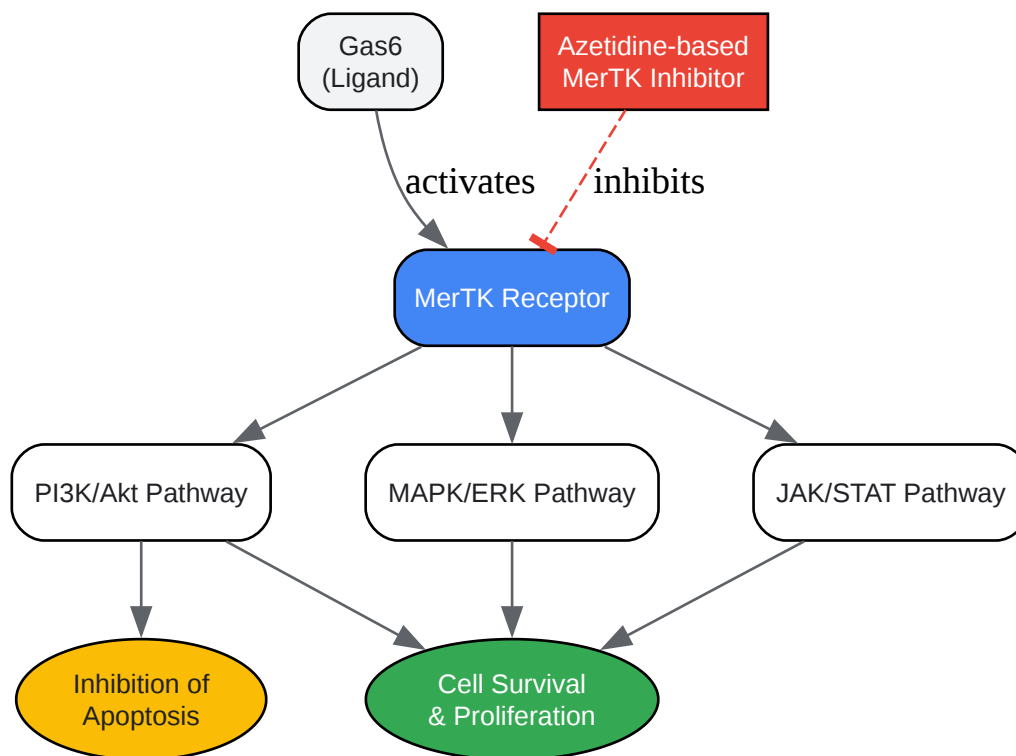 Gas6
(Ligand)
Azetidine-based
MerTK Inhibitor
activates
inhibits
MerTK Receptor
PI3K/Akt Pathway
MAPK/ERK Pathway
JAK/STAT Pathway
Inhibition of
Apoptosis
Cell Survival
& Proliferation